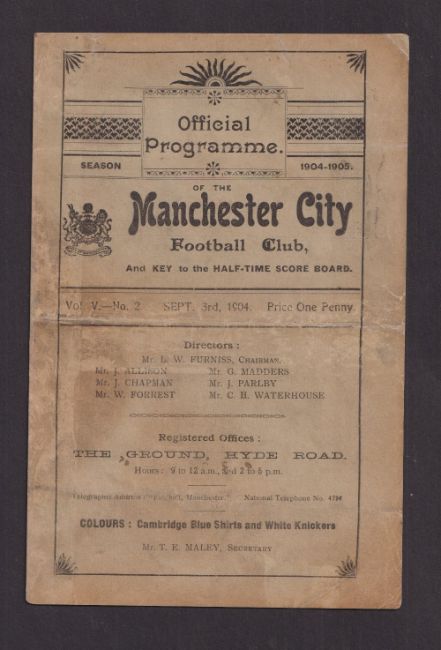 Official
Programme.
SEASON 1904-1905.
OF THE
Manchester City
Football Club,
And KEY to the HALF-TIME SCORE BOARD.
Vol. V.—No. 2 SEPT. 3rd, 1904. Price One Penny
Directors :
Mr. L. W. FURNISS, CHAIRMAN.
Mr. J. ALLISON Mr. G. MADDERS
Mr. J. CHAPMAN Mr. J. PARLBY
Mr. W. FORREST Mr. C. H. WATERHOUSE
Registered Offices :
THE GROUND, HYDE ROAD.
Hours : 9 to 12 a.m., and 2 to 5 p.m.
Telegraphic Address Manchester." National Telephone No. 4794
COLOURS : Cambridge Blue Shirts and White Knickers
Mr. T. E. MALEY, SECRETARY